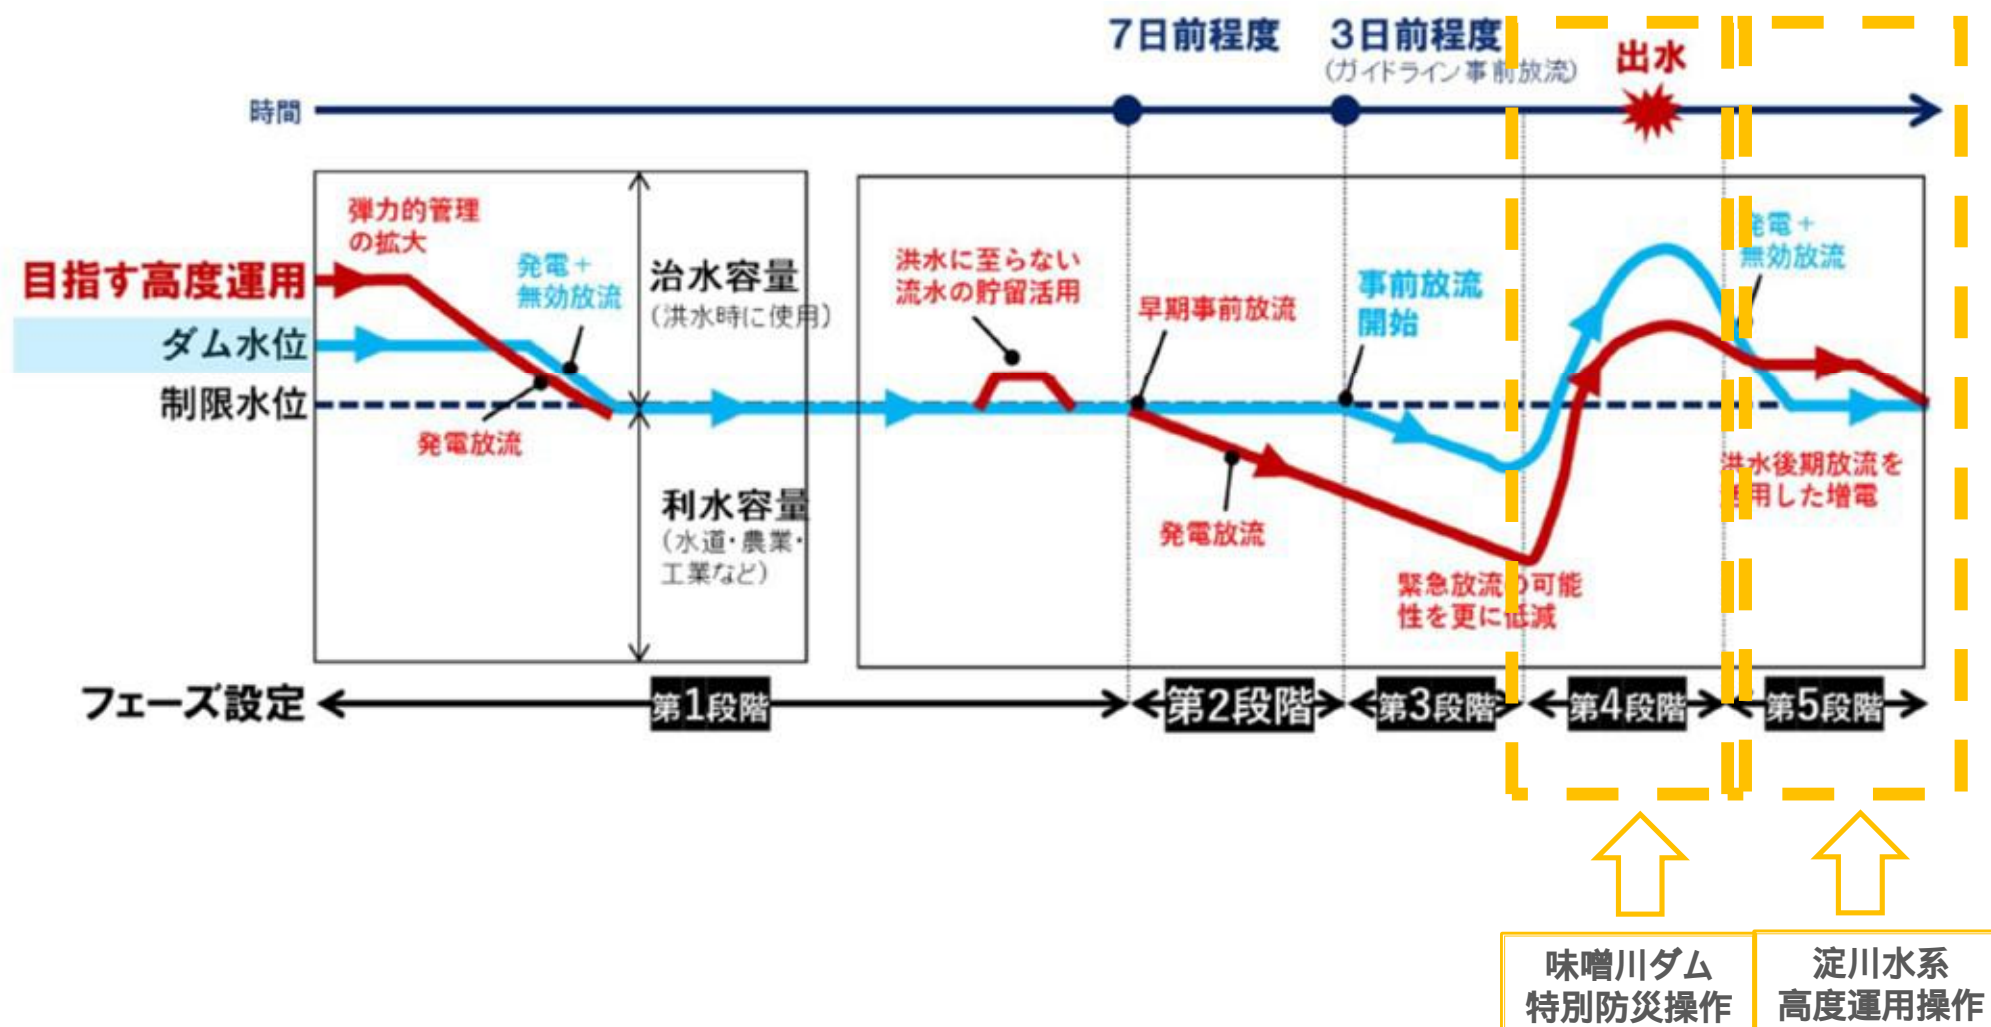 7日前程度
3日前程度
(ガイドライン事前放流)
出水
時間
弾力的管理
の拡大
発電+
無効放流
治水容量
(洪水時に使用)
目指す高度運用
ダム水位
制限水位
発電放流
利水容量
(水道・農業・
工業など)
洪水に至らない
流水の貯留活用
早期事前放流
事前放流
開始
発電放流
緊急放流の可能
性を更に低減
発電+
無効放流
洪水後期放流を
活用した増電
フェーズ設定
第1段階
第2段階
第3段階
第4段階
第5段階
味噌川ダム
特別防災操作
淀川水系
高度運用操作